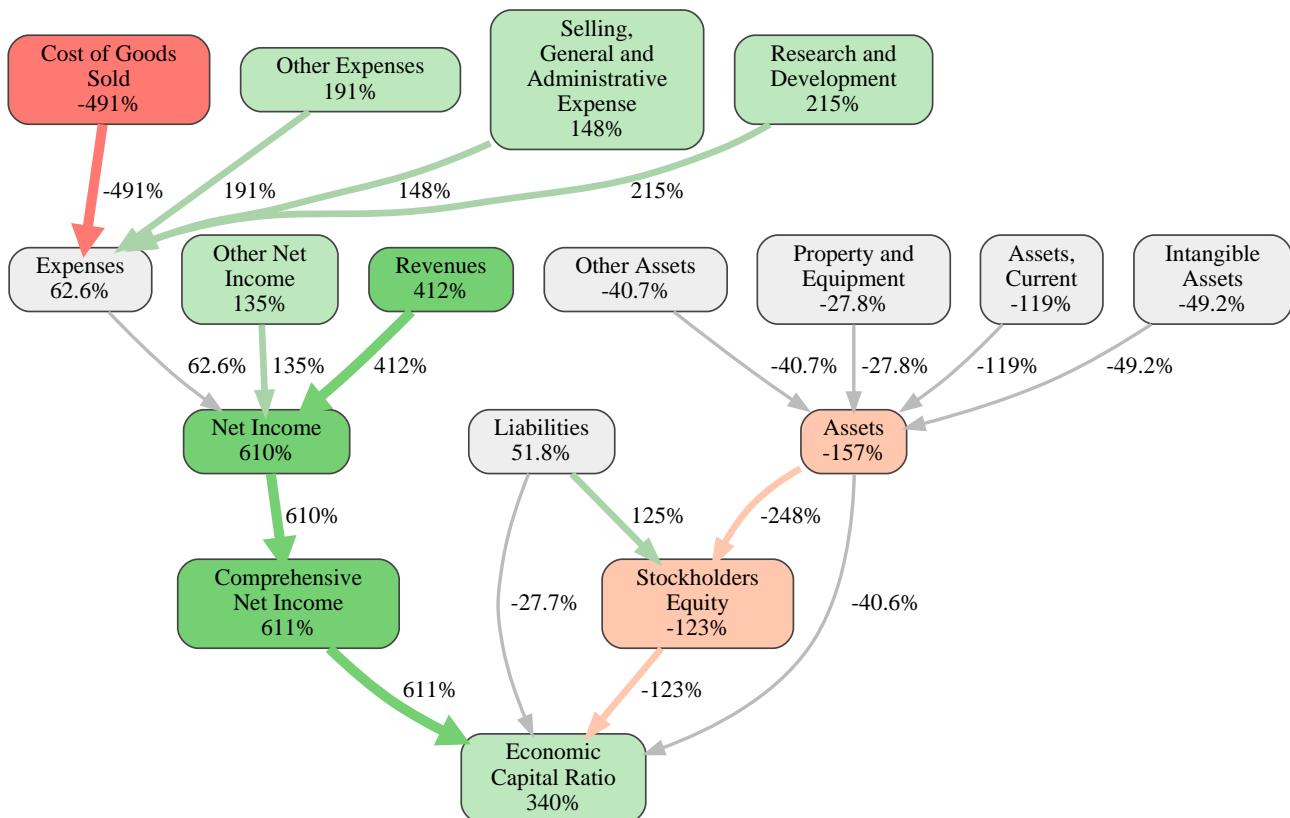 Cost of Goods
Sold
-491%
Other Expenses
191%
Selling,
General and
Administrative
Expense
148%
Research and
Development
215%
-491%
191%
148%
215%
Expenses
62.6%
Other Net
Income
135%
Revenues
412%
Other Assets
-40.7%
Property and
Equipment
-27.8%
Assets,
Current
-119%
Intangible
Assets
-49.2%
62.6%
135%
412%
-40.7%
-27.8%
-119%
-49.2%
Net Income
610%
Liabilities
51.8%
Assets
-157%
610%
125%
-248%
Comprehensive
Net Income
611%
-27.7%
Stockholders
Equity
-123%
-40.6%
611%
-123%
Economic
Capital Ratio
340%